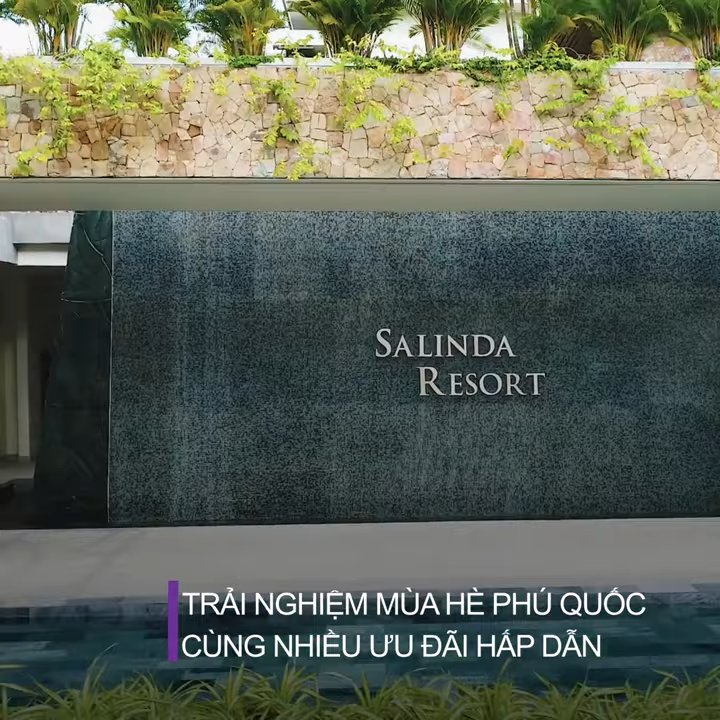 SALINDA
RESORT
TRẢI NGHIỆM MÙA HÈ PHÚ QUỐC
CÙNG NHIỀU ƯU ĐÃI HẤP DẪN